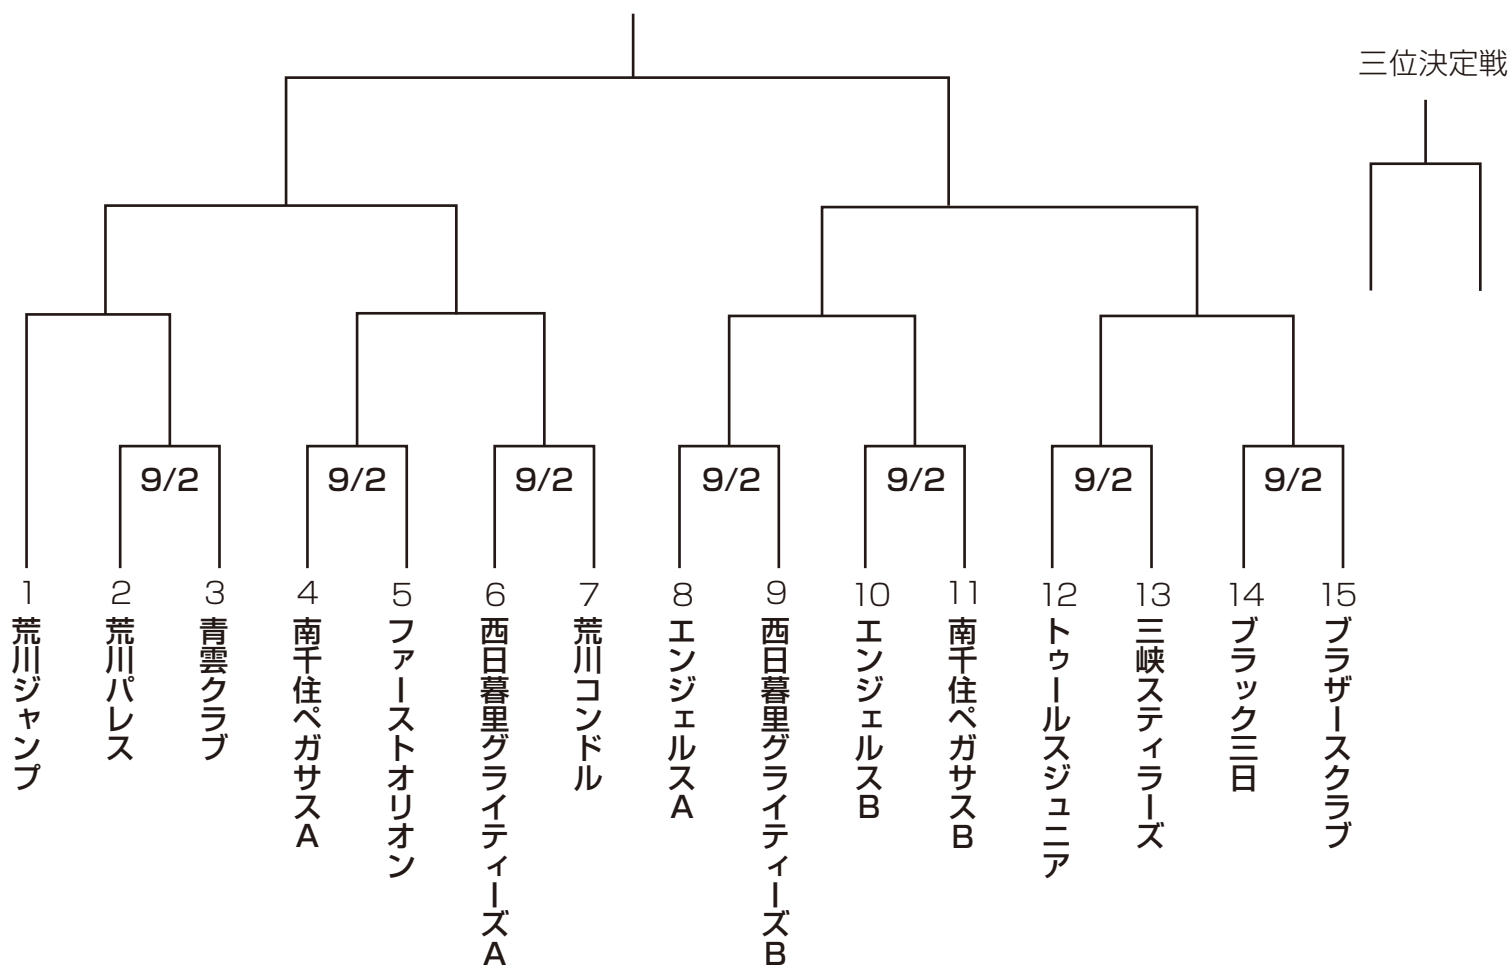 三位決定戦
9/2
9/2
9/2
9/2
9/2
9/2
9/2
1
荒川ジャンプ
2
荒川パレス
3
青雲クラブ
4
南千住ペガサスA
5
ファーストオリオン
6
西日暮里グライティーズA
7
荒川コンドル
8
エンジェルスA
9
西日暮里グライティーズB
10
エンジェルスB
11
南千住ペガサスB
12
トゥールスジュニア
13
三峡スティラーズ
14
ブラック三日
15
ブラザースクラブ